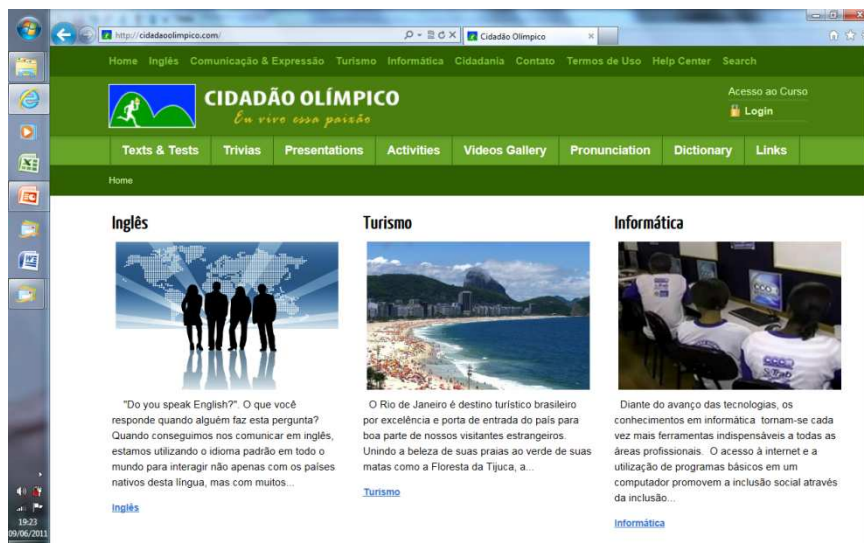 http://cidadaoolimpico.com/
Cidadão Olímpico
Home Inglês Comunicação & Expressão Turismo Informática Cidadania Contato Termos de Uso Help Center Search
CIDADÃO OLÍMPICO
Eu vivo essa paixão
Acesso ao Curso
Login
Texts & Tests Trivias Presentations Activities Videos Gallery Pronunciation Dictionary Links
Home
Inglês
"Do you speak English?". O que você
responde quando alguém faz esta pergunta?
Quando conseguimos nos comunicar em inglês,
estamos utilizando o idioma padrão em todo o
mundo para interagir não apenas com os países
nativos desta língua, mas com muitos...
Inglês
Turismo
O Rio de Janeiro é destino turístico brasileiro
por excelência e porta de entrada do país para
boa parte de nossos visitantes estrangeiros.
Unindo a beleza de suas praias ao verde de suas
matas como a Floresta da Tijuca, a...
Turismo
Informática
Diante do avanço das tecnologias, os
conhecimentos em informática tornam-se cada
vez mais ferramentas indispensáveis a todas as
áreas profissionais. O acesso à internet e a
utilização de programas básicos em um
computador promovem a inclusão social através
da inclusão...
Informática
19:23
09/06/2011